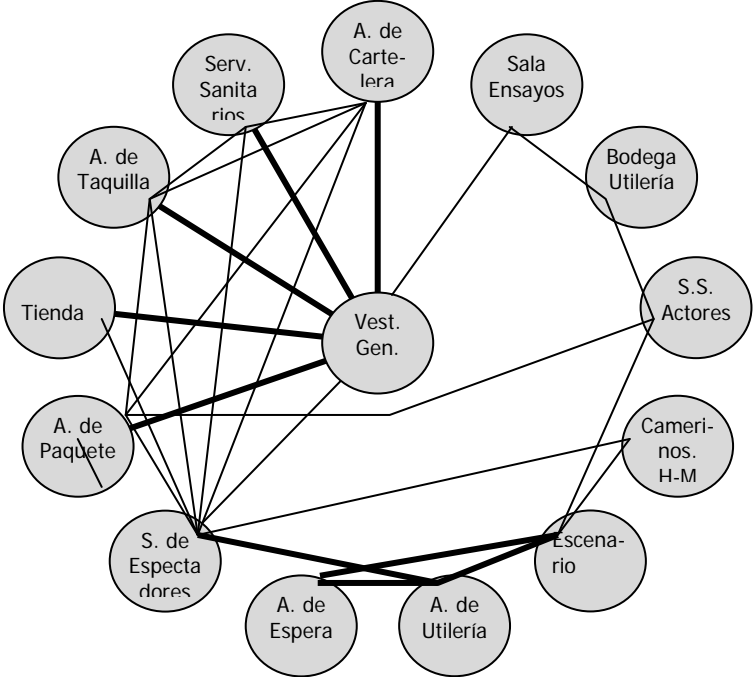 A. de
Carte-
lera
Serv.
Sanita
rios
Sala
Ensayos
A. de
Taquilla
Bodega
Utilería
Tienda
Vest.
Gen.
S.S.
Actores
A. de
Paquete
Cameri-
nos.
H-M
S. de
Especta
dores
Escena-
rio
A. de
Espera
A. de
Utilería